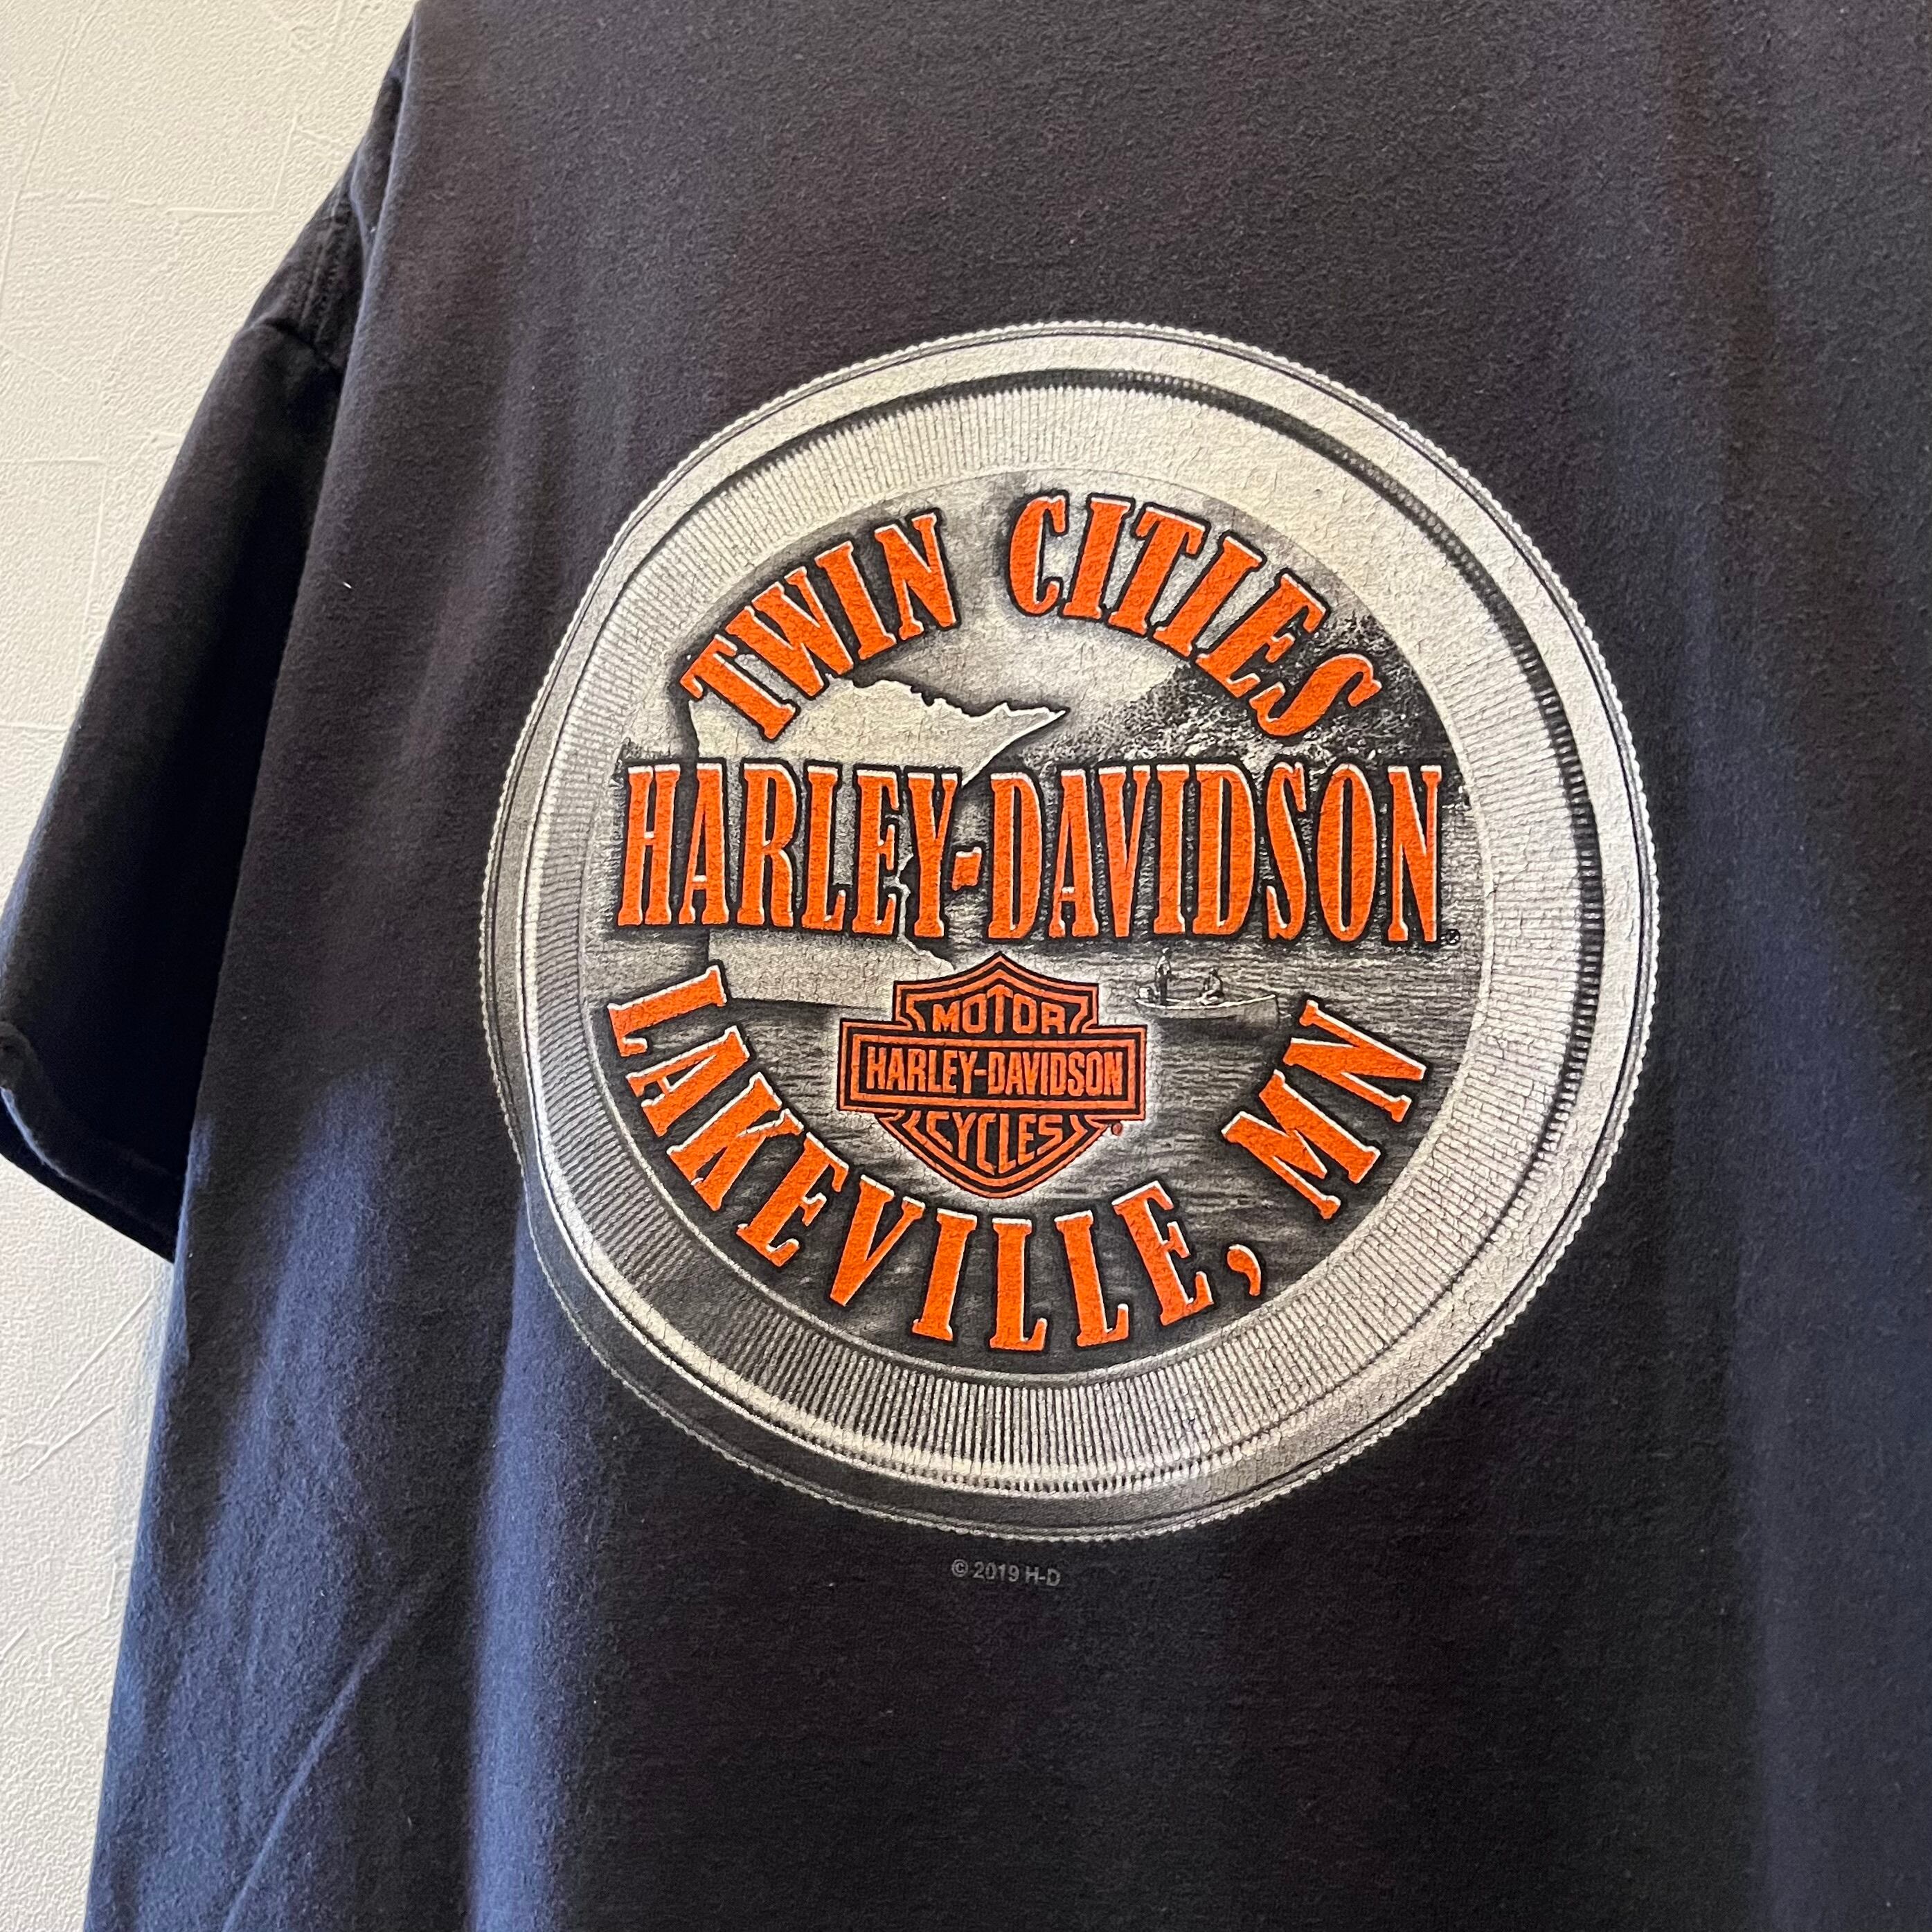 TWIN CITIES
HARLEY-DAVIDSON®
MOTOR
HARLEY-DAVIDSON
CYCLES®
LAKEVILLE, MN
© 2019 H-D